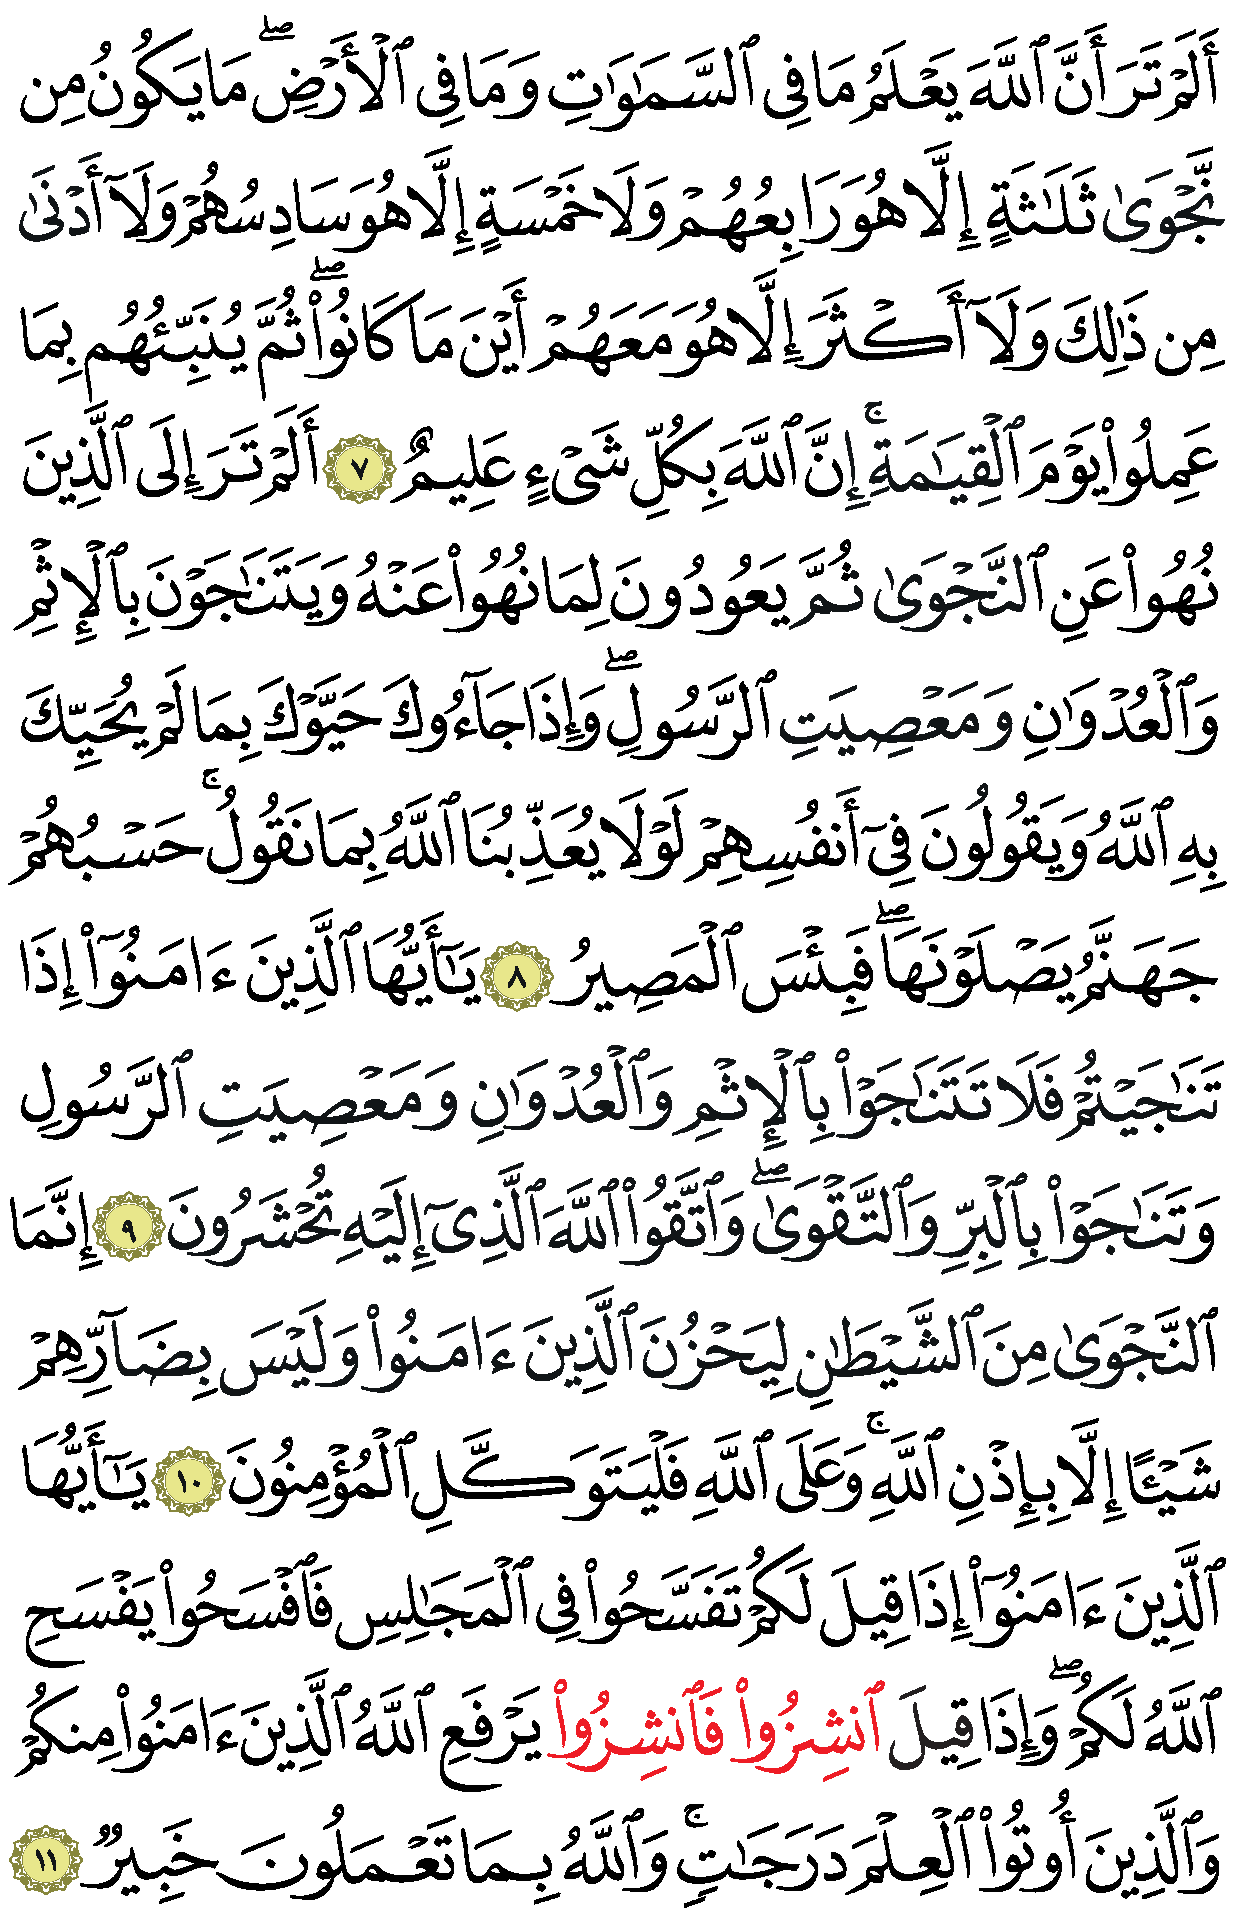 أَلَمْ تَرَ أَنَّ ٱللَّهَ يَعْلَمُ مَا فِى ٱلسَّمَٰوَٰتِ وَمَا فِى ٱلْأَرْضِ ۖ مَا يَكُونُ مِن
نَّجْوَىٰ ثَلَٰثَةٍ إِلَّا هُوَ رَابِعُهُمْ وَلَا خَمْسَةٍ إِلَّا هُوَ سَادِسُهُمْ وَلَآ أَدْنَىٰ
مِن ذَٰلِكَ وَلَآ أَكْثَرَ إِلَّا هُوَ مَعَهُمْ أَيْنَ مَا كَانُوا۟ ۖ ثُمَّ يُنَبِّئُهُم بِمَا
عَمِلُوا۟ يَوْمَ ٱلْقِيَٰمَةِ ۚ إِنَّ ٱللَّهَ بِكُلِّ شَىْءٍ عَلِيمٌ ٧ أَلَمْ تَرَ إِلَى ٱلَّذِينَ
نُهُوا۟ عَنِ ٱلنَّجْوَىٰ ثُمَّ يَعُودُونَ لِمَا نُهُوا۟ عَنْهُ وَيَتَنَٰجَوْنَ بِٱلْإِثْمِ
وَٱلْعُدْوَٰنِ وَمَعْصِيَتِ ٱلرَّسُولِ ۖ وَإِذَا جَآءُوكَ حَيَّوْكَ بِمَا لَمْ يُحَيِّكَ
بِهِ ٱللَّهُ وَيَقُولُونَ فِىٓ أَنفُسِهِمْ لَوْلَا يُعَذِّبُنَا ٱللَّهُ بِمَا نَقُولُ ۚ حَسْبُهُمْ
جَهَنَّمُ يَصْلَوْنَهَا ۖ فَبِئْسَ ٱلْمَصِيرُ ٨ يَٰٓأَيُّهَا ٱلَّذِينَ ءَامَنُوٓا۟ إِذَا
تَنَٰجَيْتُمْ فَلَا تَتَنَٰجَوْا۟ بِٱلْإِثْمِ وَٱلْعُدْوَٰنِ وَمَعْصِيَتِ ٱلرَّسُولِ
وَتَنَٰجَوْا۟ بِٱلْبِرِّ وَٱلتَّقْوَىٰ ۖ وَٱتَّقُوا۟ ٱللَّهَ ٱلَّذِىٓ إِلَيْهِ تُحْشَرُونَ ٩ إِنَّمَا
ٱلنَّجْوَىٰ مِنَ ٱلشَّيْطَٰنِ لِيَحْزُنَ ٱلَّذِينَ ءَامَنُوا۟ وَلَيْسَ بِضَآرِّهِمْ
شَيْـًٔا إِلَّا بِإِذْنِ ٱللَّهِ ۚ وَعَلَى ٱللَّهِ فَلْيَتَوَكَّلِ ٱلْمُؤْمِنُونَ ١٠ يَٰٓأَيُّهَا
ٱلَّذِينَ ءَامَنُوٓا۟ إِذَا قِيلَ لَكُمْ تَفَسَّحُوا۟ فِى ٱلْمَجَٰلِسِ فَٱفْسَحُوا۟ يَفْسَحِ
ٱللَّهُ لَكُمْ ۖ وَإِذَا قِيلَ ٱنشِزُوا۟ فَٱنشِزُوا۟ يَرْفَعِ ٱللَّهُ ٱلَّذِينَ ءَامَنُوا۟ مِنكُمْ
وَٱلَّذِينَ أُوتُوا۟ ٱلْعِلْمَ دَرَجَٰتٍ ۚ وَٱللَّهُ بِمَا تَعْمَلُونَ خَبِيرٌ ١١